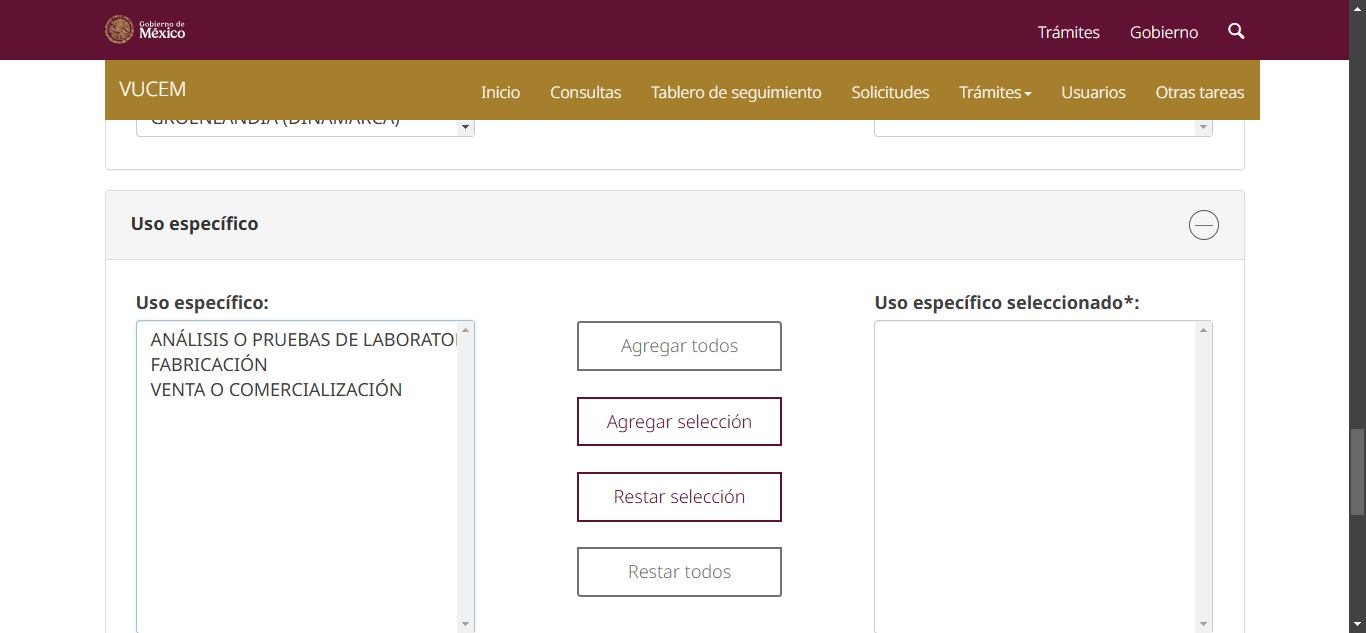 Gobierno de
México
Trámites
Gobierno
VUCEM
Inicio
Consultas
Tablero de seguimiento
Solicitudes
Trámites
Usuarios
Otras tareas
GROENLANDIA (DINAMARCA)
Uso específico
Uso específico:
Uso específico seleccionado*:
ANÁLISIS O PRUEBAS DE LABORATO
FABRICACIÓN
VENTA O COMERCIALIZACIÓN
Agregar todos
Agregar selección
Restar selección
Restar todos